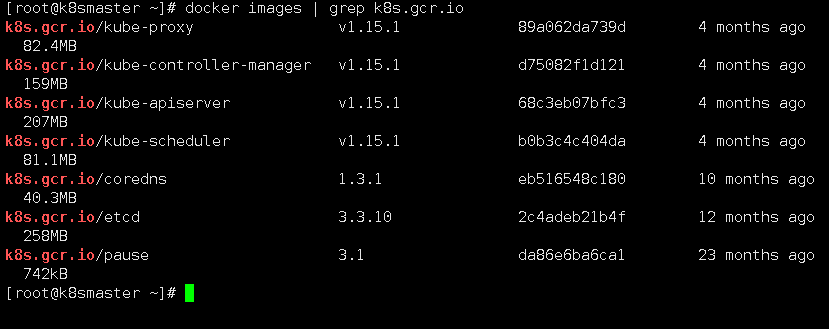 [root@k8smaster ~]# docker images | grep k8s.gcr.io
k8s.gcr.io/kube-proxy v1.15.1 89a062da739d 4 months ago
82.4MB
k8s.gcr.io/kube-controller-manager v1.15.1 d75082f1d121 4 months ago
159MB
k8s.gcr.io/kube-apiserver v1.15.1 68c3eb07bfc3 4 months ago
207MB
k8s.gcr.io/kube-scheduler v1.15.1 b0b3c4c404da 4 months ago
81.1MB
k8s.gcr.io/coredns 1.3.1 eb516548c180 10 months ago
40.3MB
k8s.gcr.io/etcd 3.3.10 2c4adeb21b4f 12 months ago
258MB
k8s.gcr.io/pause 3.1 da86e6ba6ca1 23 months ago
742kB
[root@k8smaster ~]#